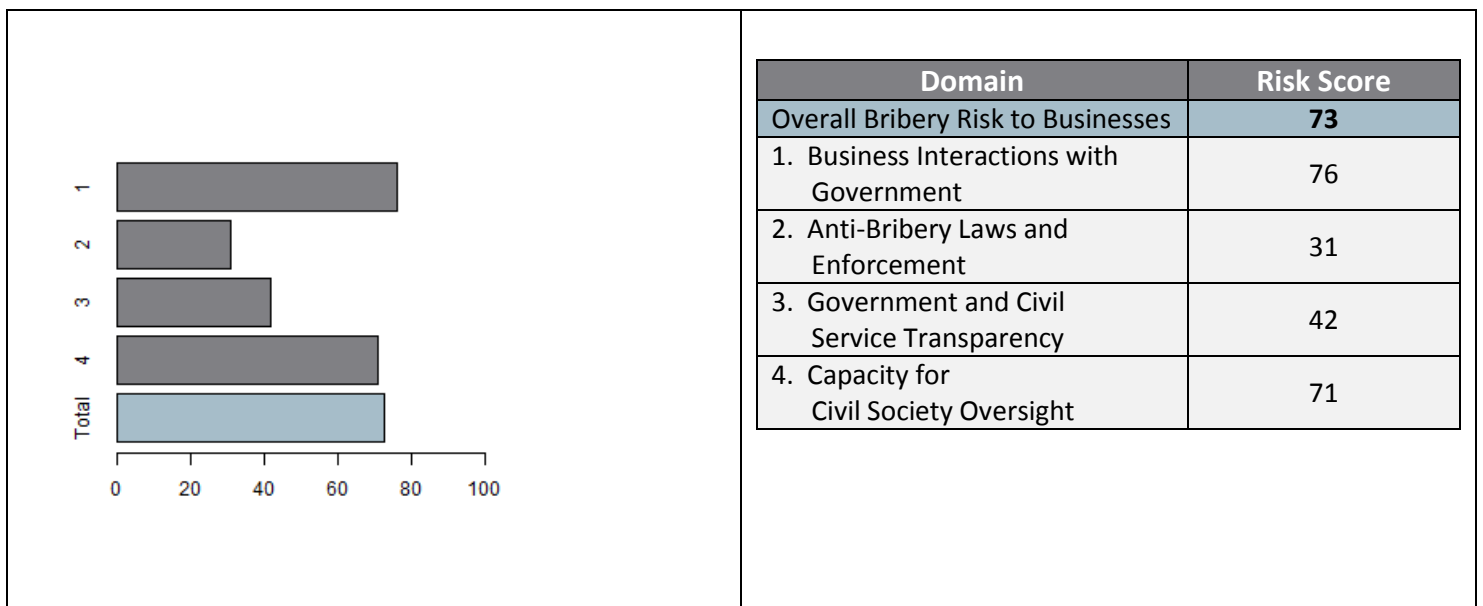 1
2
3
4
Total
0 20 40 60 80 100
Domain Risk Score
Overall Bribery Risk to Businesses 73
1. Business Interactions with
Government 76
2. Anti-Bribery Laws and
Enforcement 31
3. Government and Civil
Service Transparency 42
4. Capacity for
Civil Society Oversight 71